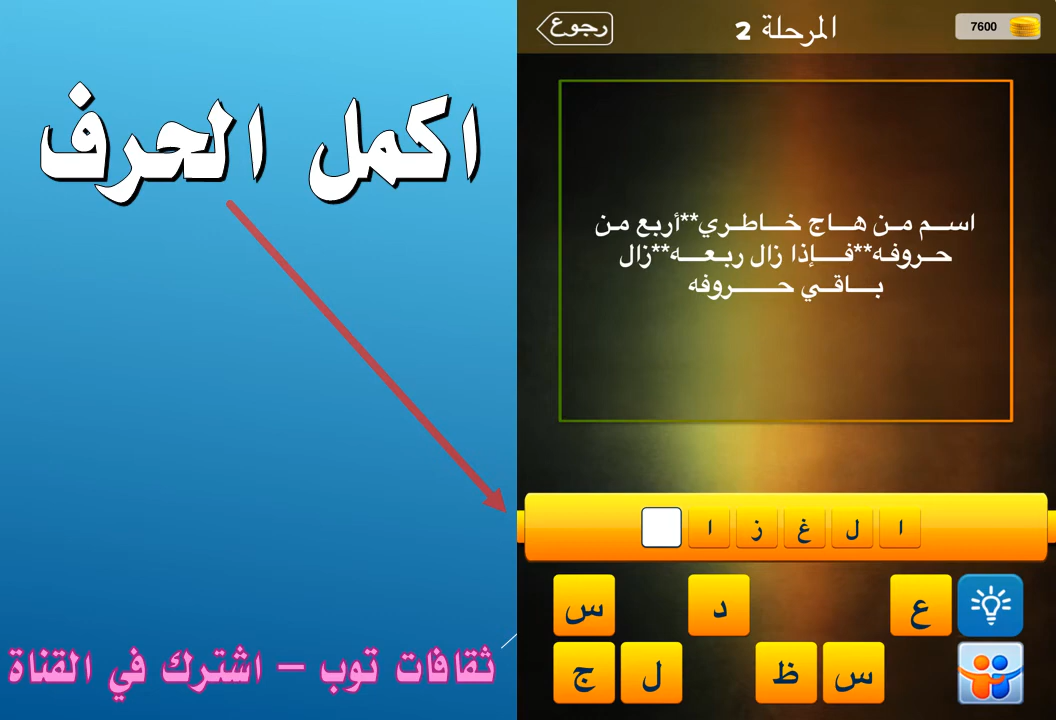 اكمل الحرف
ثقافات توب – اشترك في القناة
رجوع
المرحلة 2
7600
اسم من هاج خاطري**أربع من
حروفه**فإذا زال ربعه**زال
باقي حروفه
ا ل غ ز ا
س د ع
ج ل ظ س